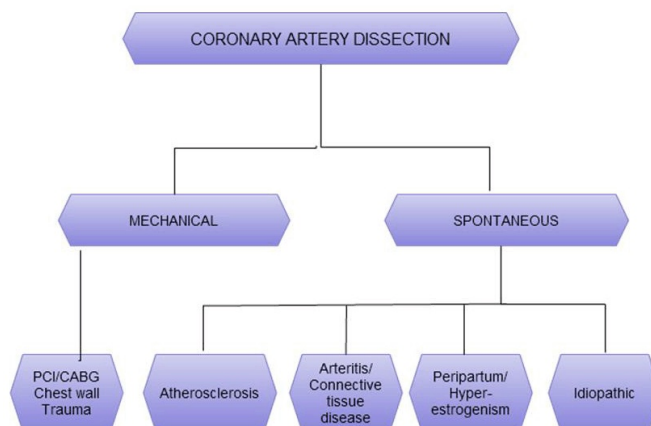 CORONARY ARTERY DISSECTION
MECHANICAL
SPONTANEOUS
PCI/CABG
Chest wall
Trauma
Atherosclerosis
Arteritis/
Connective
tissue
disease
Peripartum/
Hyper-
estrogenism
Idiopathic